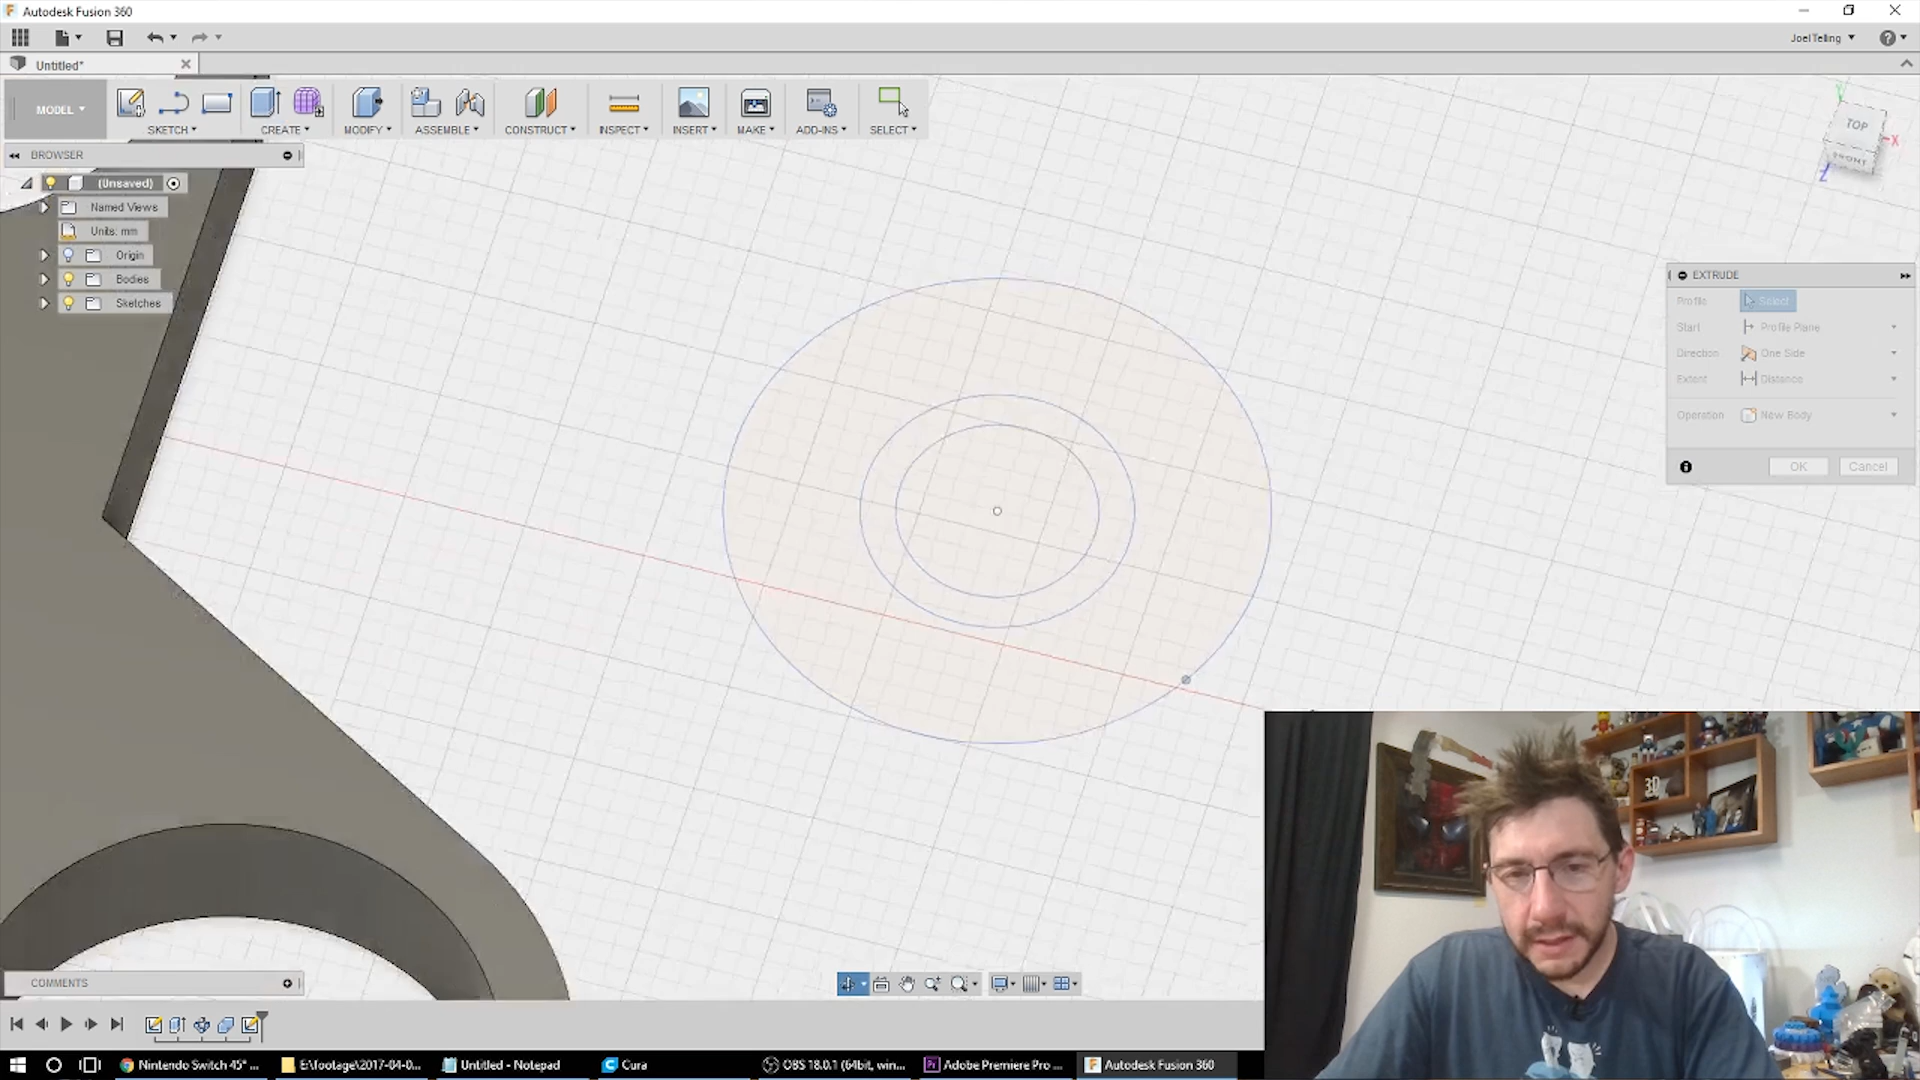 Autodesk Fusion 360
Joel Telling
Untitled*
MODEL
SKETCH
CREATE
MODIFY
ASSEMBLE
CONSTRUCT
INSPECT
INSERT
MAKE
ADD-INS
SELECT
TOP
FRONT
X
Y
Z
BROWSER
(Unsaved)
Named Views
Units: mm
Origin
Bodies
Sketches
EXTRUDE
Profile Select
Start Profile Plane
Direction One Side
Extent Distance
Operation New Body
OK Cancel
3D
COMMENTS
Nintendo Switch 45° ...
E:\footage\2017-04-0...
Untitled - Notepad
Cura
OBS 18.0.1 (64bit, win...
Adobe Premiere Pro ...
Autodesk Fusion 360